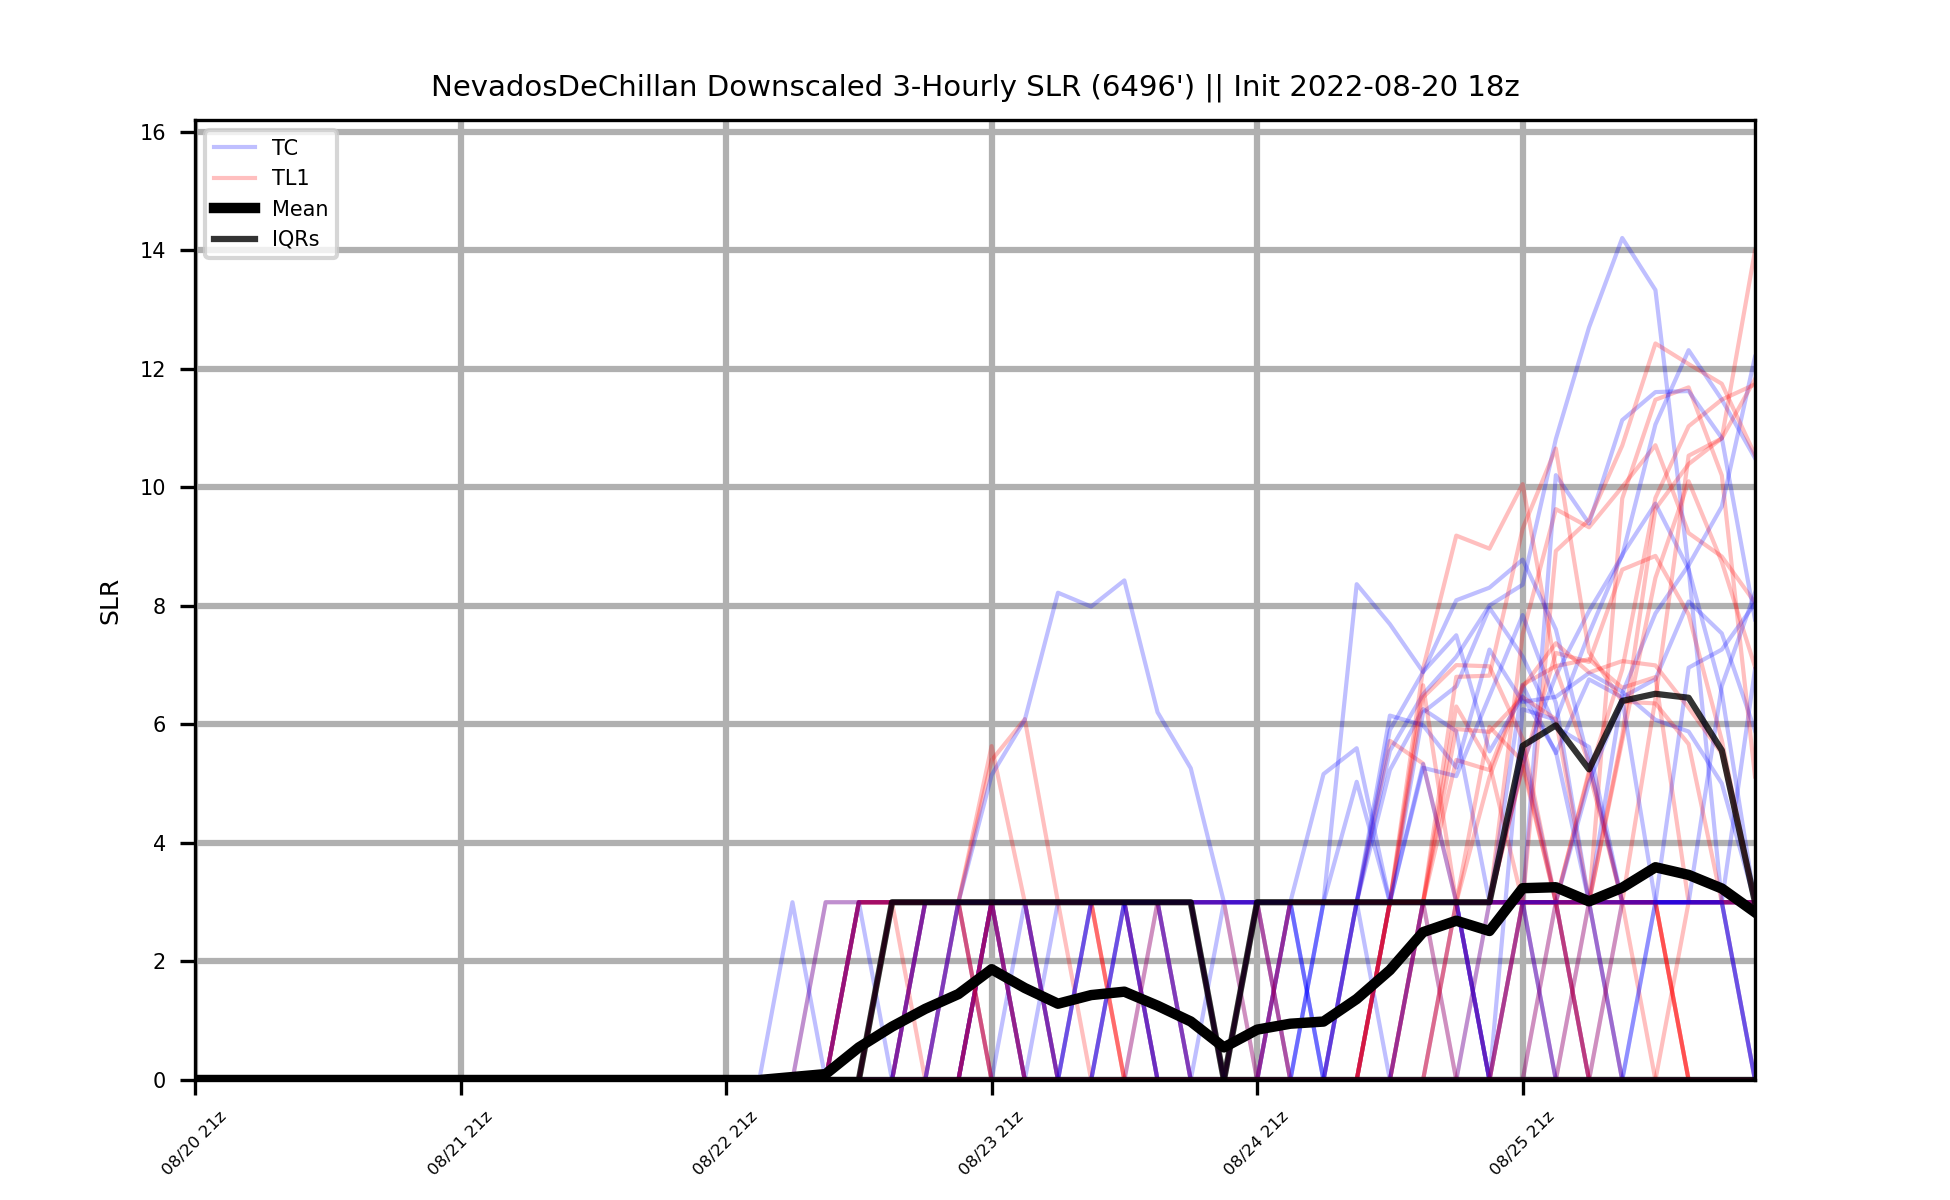 NevadosDeChillan Downscaled 3-Hourly SLR (6496') || Init 2022-08-20 18z
16
14
12
10
8
6
4
2
0
SLR
TC
TL1
Mean
IQRs
08/20 21z
08/21 21z
08/22 21z
08/23 21z
08/24 21z
08/25 21z